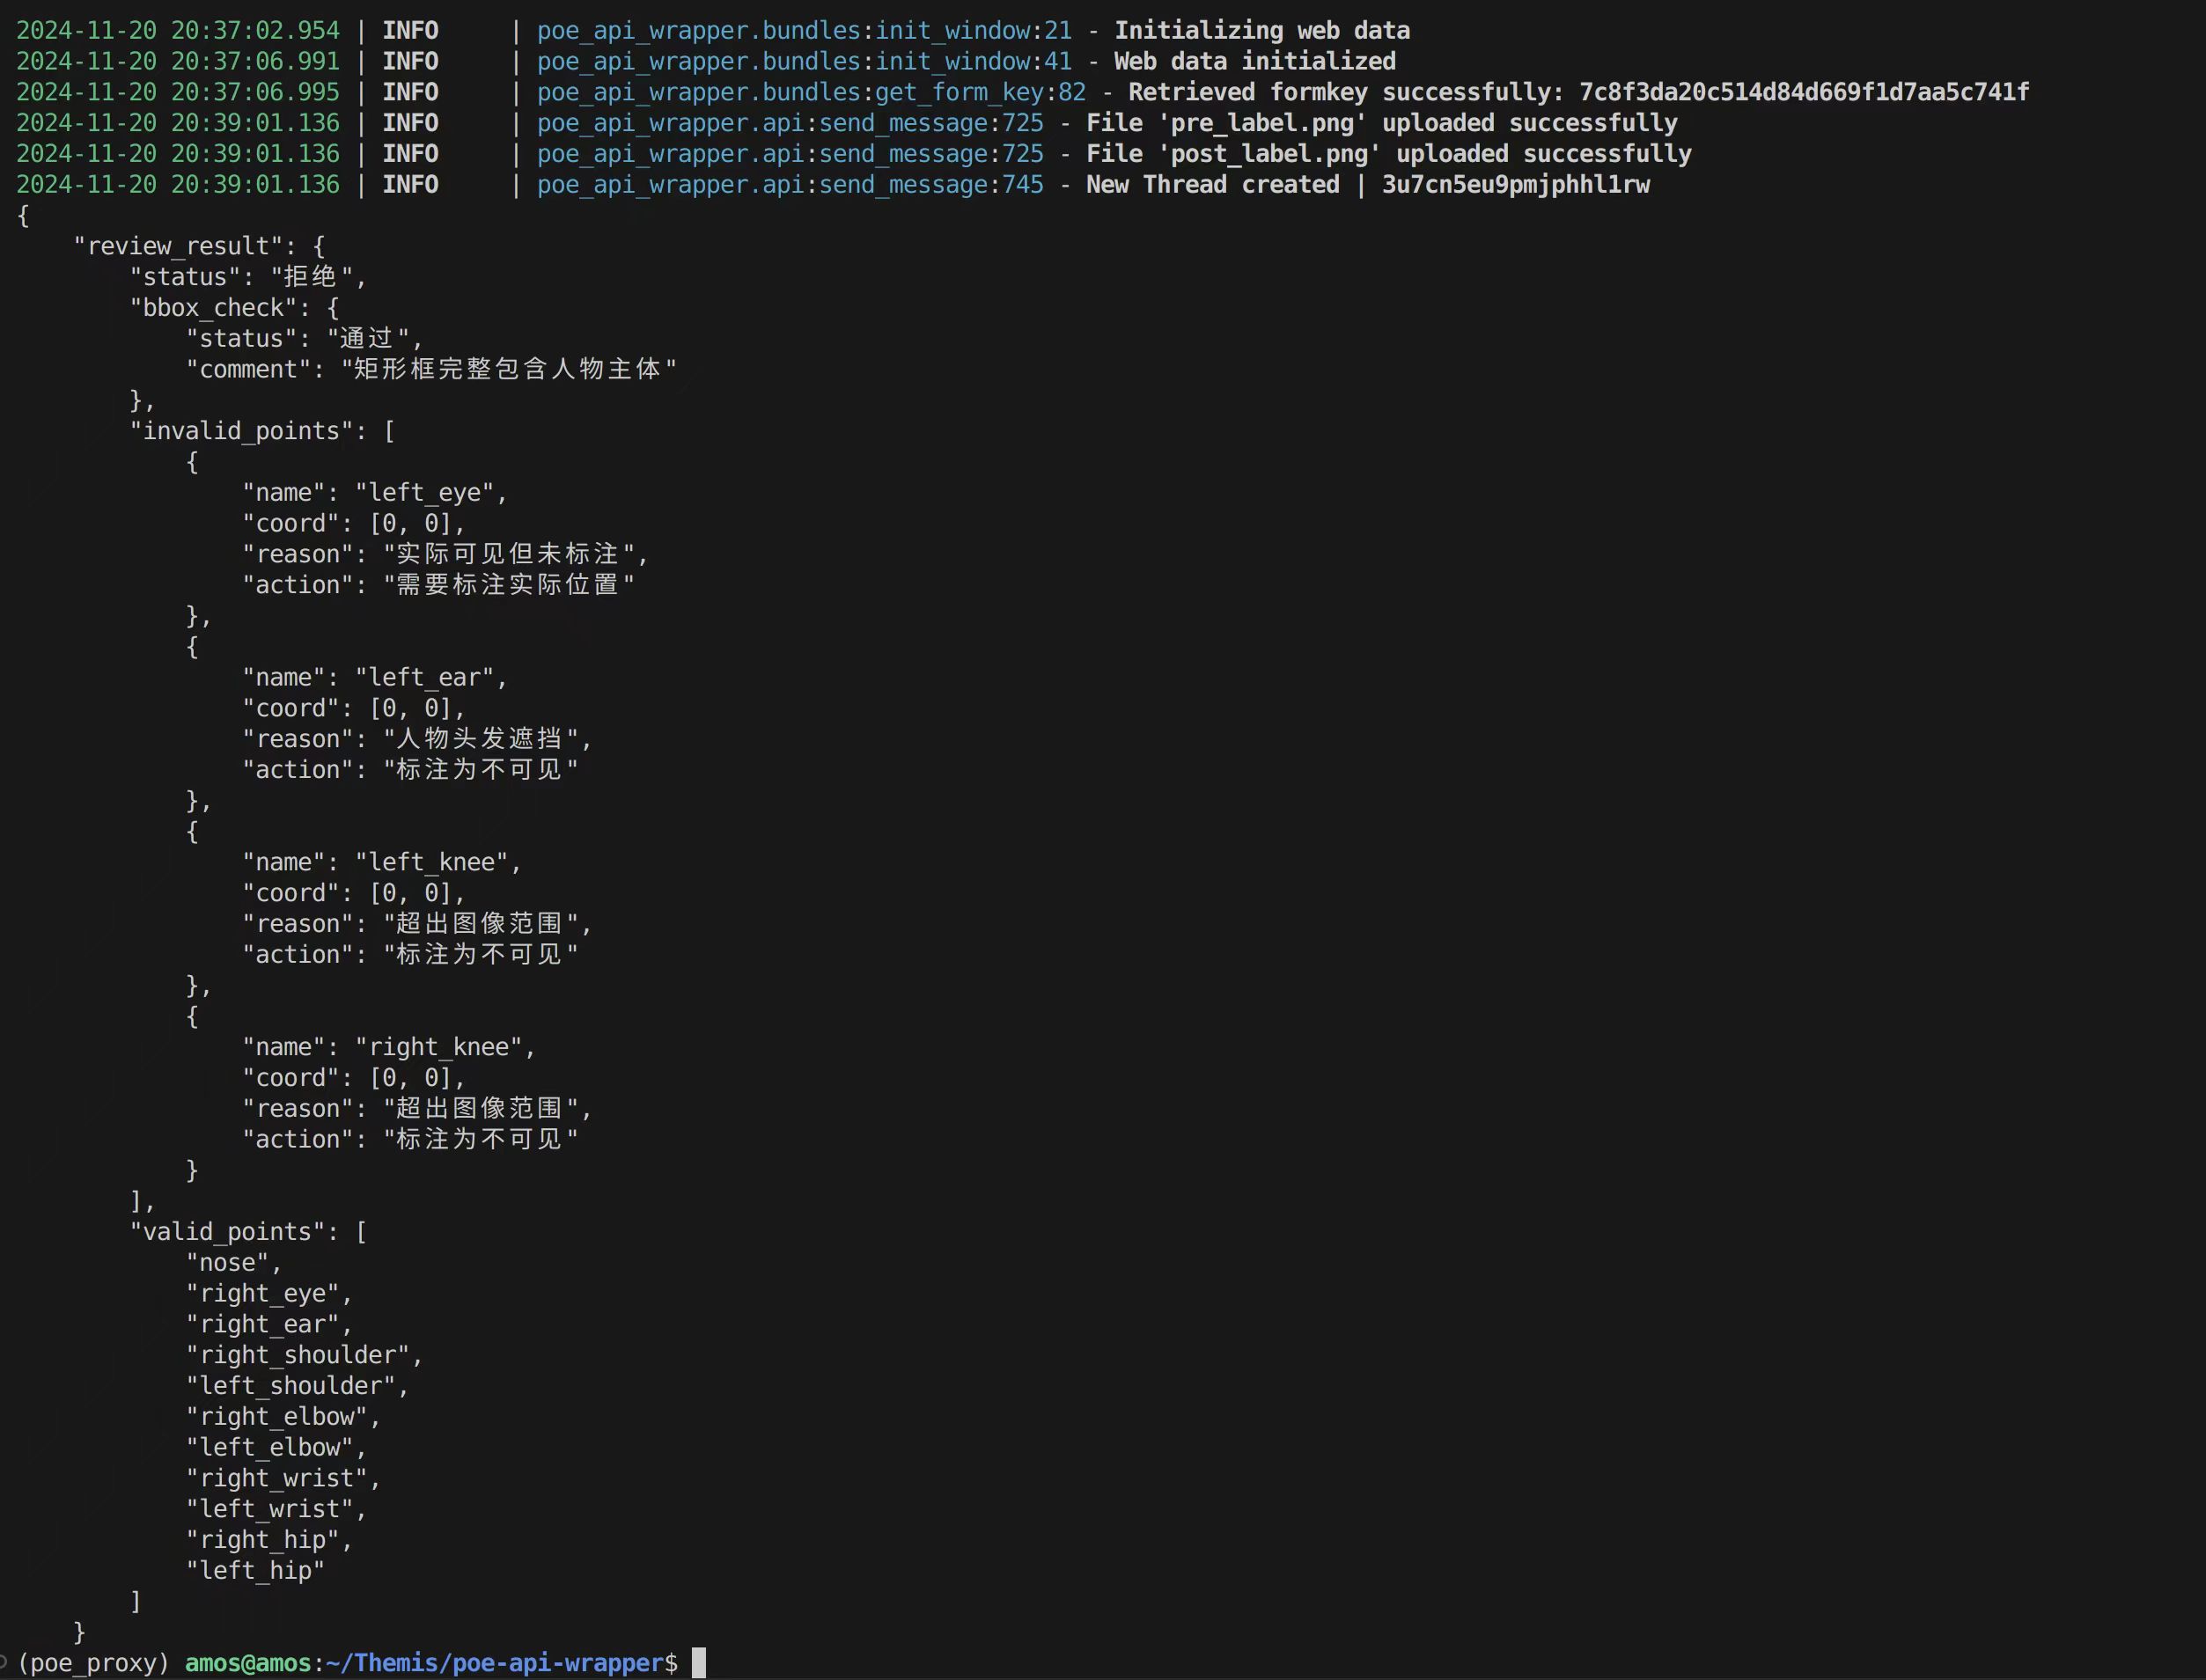 2024-11-20 20:37:02.954 | INFO     | poe_api_wrapper.bundles:init_window:21 - Initializing web data
2024-11-20 20:37:06.991 | INFO     | poe_api_wrapper.bundles:init_window:41 - Web data initialized
2024-11-20 20:37:06.995 | INFO     | poe_api_wrapper.bundles:get_form_key:82 - Retrieved formkey successfully: 7c8f3da20c514d84d669f1d7aa5c741f
2024-11-20 20:39:01.136 | INFO     | poe_api_wrapper.api:send_message:725 - File 'pre_label.png' uploaded successfully
2024-11-20 20:39:01.136 | INFO     | poe_api_wrapper.api:send_message:725 - File 'post_label.png' uploaded successfully
2024-11-20 20:39:01.136 | INFO     | poe_api_wrapper.api:send_message:745 - New Thread created | 3u7cn5eu9pmjphhl1rw
{
    "review_result": {
        "status": "拒绝",
        "bbox_check": {
            "status": "通过",
            "comment": "矩形框完整包含人物主体"
        },
        "invalid_points": [
            {
                "name": "left_eye",
                "coord": [0, 0],
                "reason": "实际可见但未标注",
                "action": "需要标注实际位置"
            },
            {
                "name": "left_ear",
                "coord": [0, 0],
                "reason": "人物头发遮挡",
                "action": "标注为不可见"
            },
            {
                "name": "left_knee",
                "coord": [0, 0],
                "reason": "超出图像范围",
                "action": "标注为不可见"
            },
            {
                "name": "right_knee",
                "coord": [0, 0],
                "reason": "超出图像范围",
                "action": "标注为不可见"
            }
        ],
        "valid_points": [
            "nose",
            "right_eye",
            "right_ear",
            "right_shoulder",
            "left_shoulder",
            "right_elbow",
            "left_elbow",
            "right_wrist",
            "left_wrist",
            "right_hip",
            "left_hip"
        ]
    }
(poe_proxy) amos@amos:~/Themis/poe-api-wrapper$